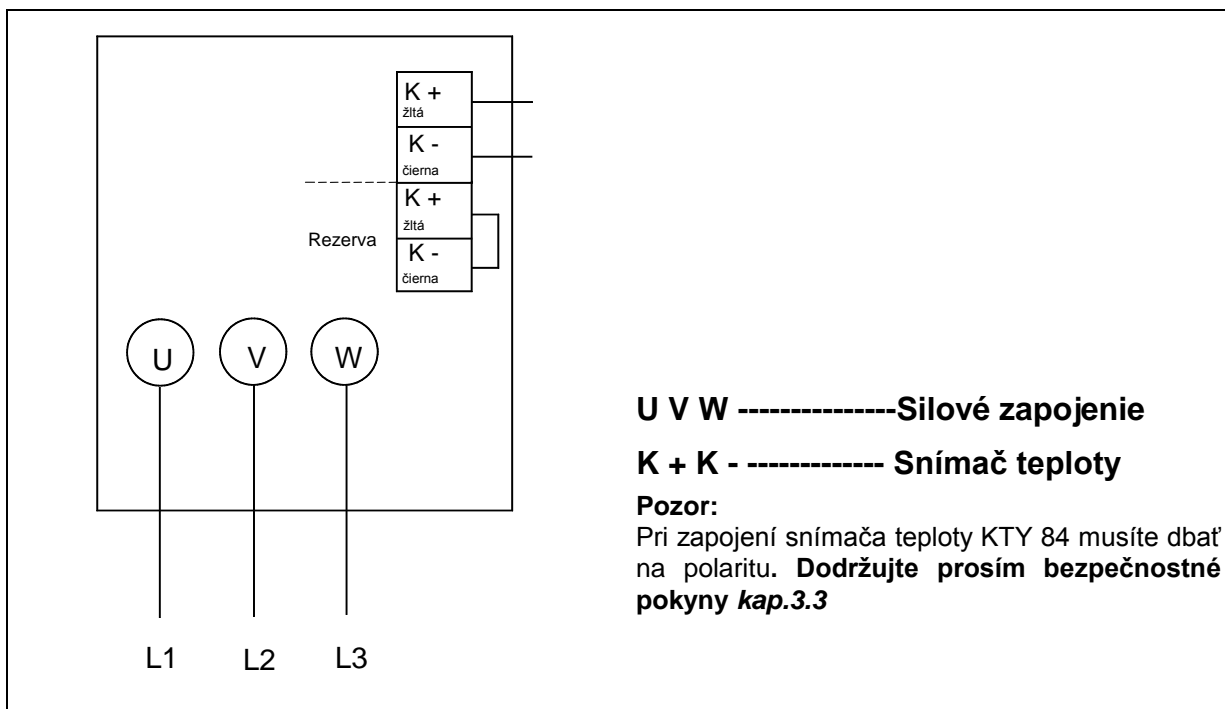 K +
žltá
K -
čierna
K +
žltá
Rezerva
K -
čierna
U V W
U V W ---------------Silové zapojenie
K + K - ------------- Snímač teploty
Pozor:
Pri zapojení snímača teploty KTY 84 musíte dbať
na polaritu. Dodržujte prosím bezpečnostné
pokyny kap.3.3
L1 L2 L3